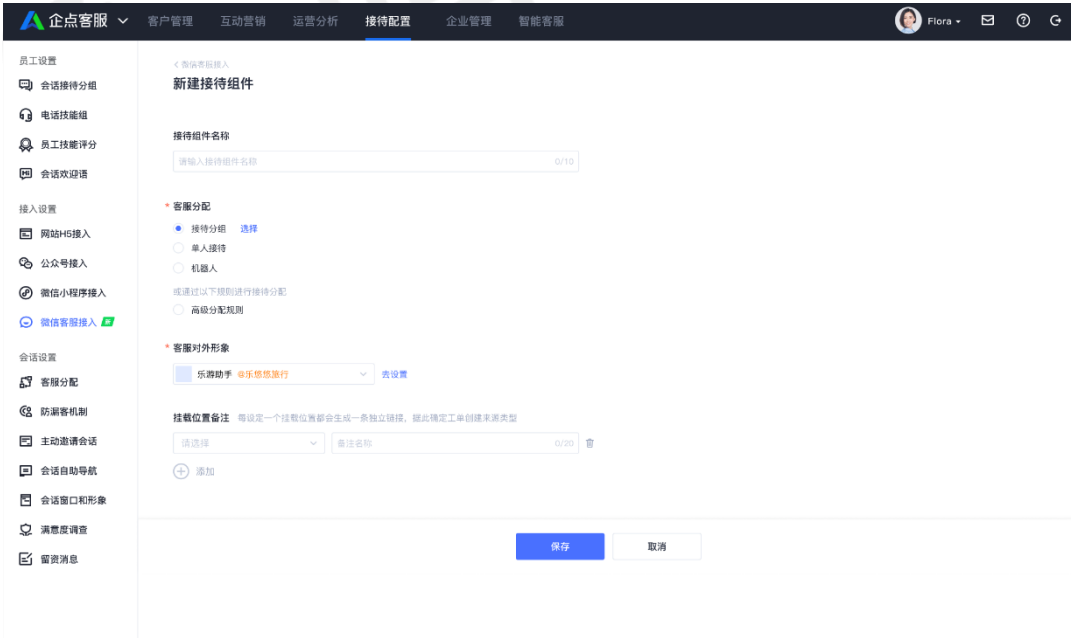 企点客服 客户管理 互动营销 运营分析 接待配置 企业管理 智能客服 Flora
员工设置
会话接待分组
电话技能组
员工技能评分
会话欢迎语
接入设置
网站H5接入
公众号接入
微信小程序接入
微信客服接入
会话设置
客服分配
防漏客机制
主动邀请会话
会话自助导航
会话窗口和形象
满意度调查
留资消息
< 微信客服接入
新建接待组件
接待组件名称
请输入接待组件名称 0/10
* 客服分配
接待分组 选择
单人接待
机器人
或通过以下规则进行接待分配
高级分配规则
* 客服对外形象
乐游助手 @乐悠悠旅行 去设置
挂载位置备注 每设定一个挂载位置都会生成一条独立链接，据此确定工单创建来源类型
请选择 备注名称 0/20
添加
保存 取消